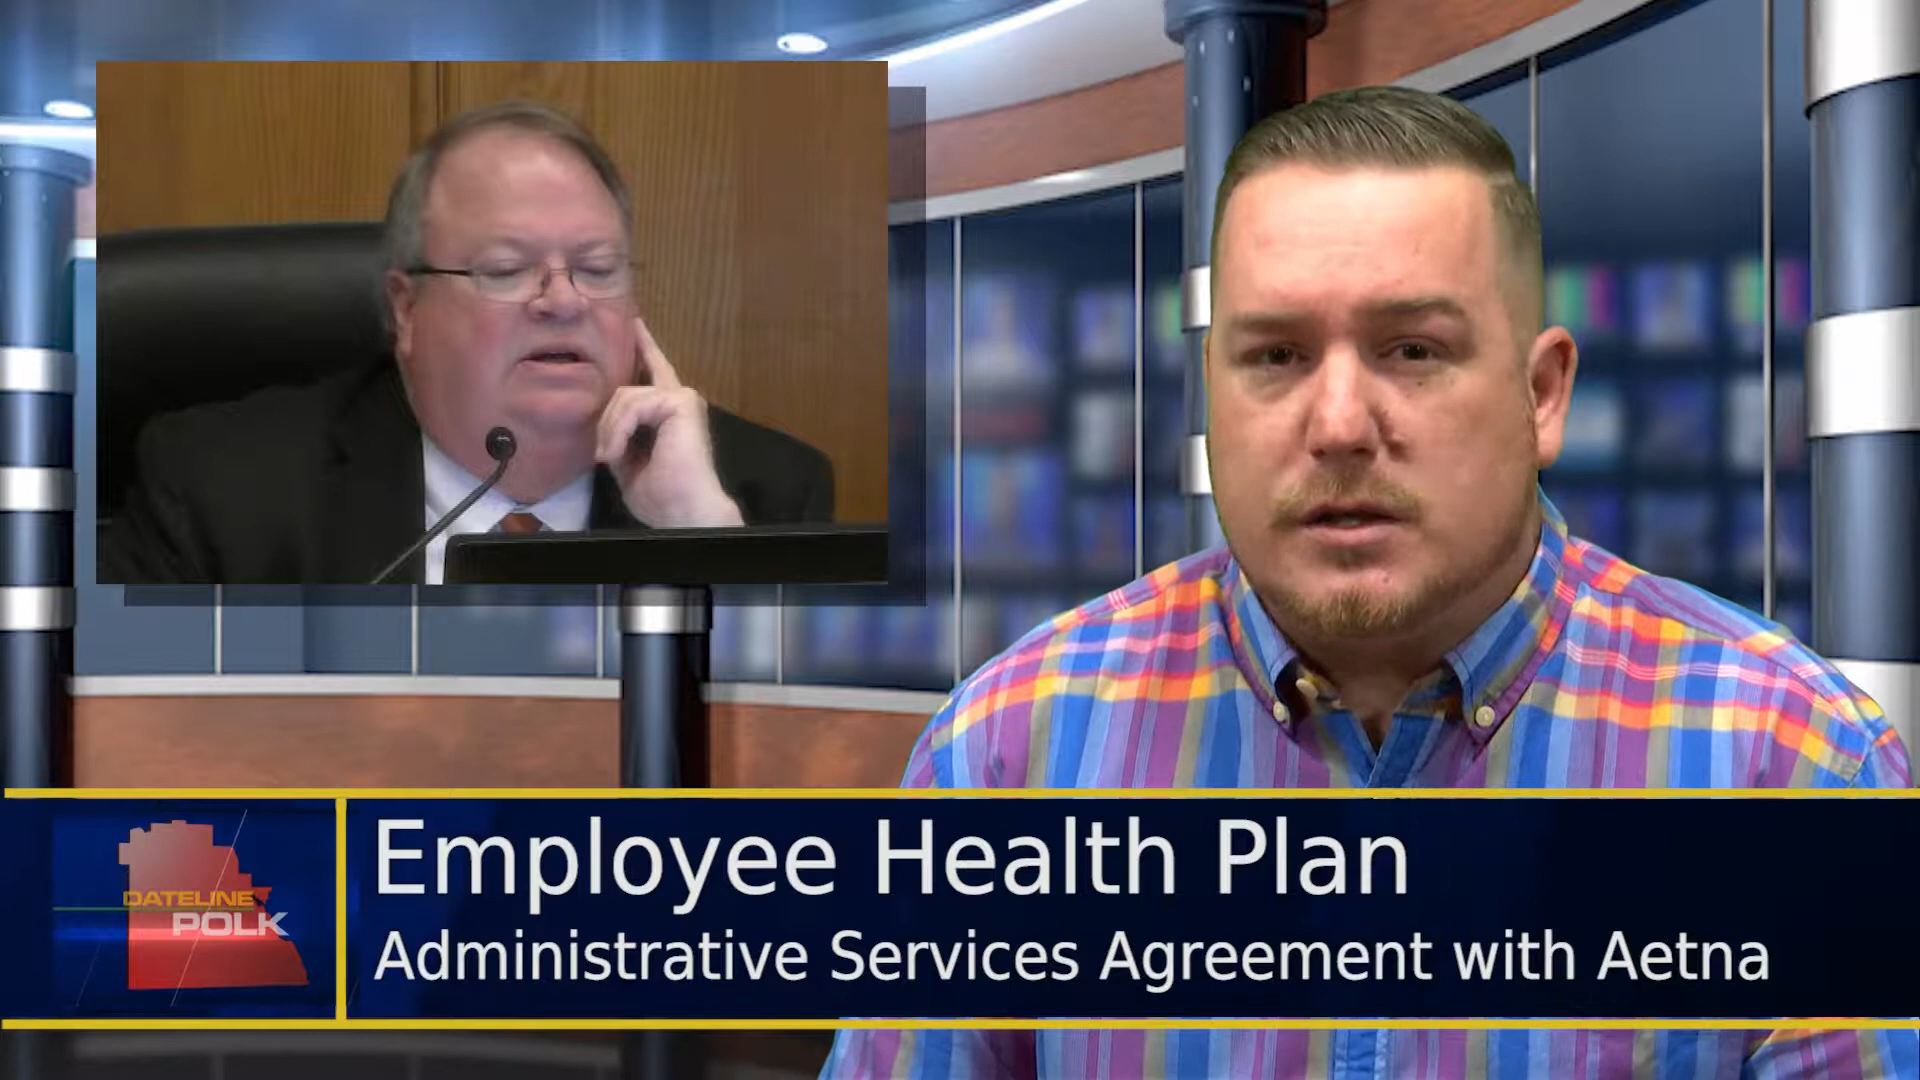 Employee Health Plan
Administrative Services Agreement with Aetna
DATELINE
POLK